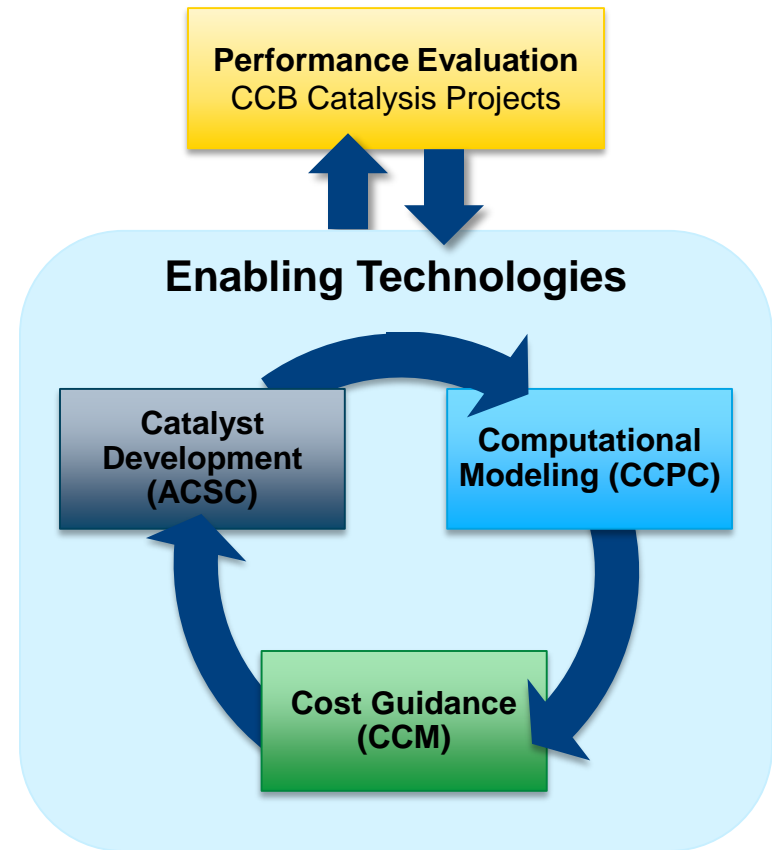 Performance Evaluation
CCB Catalysis Projects
Enabling Technologies
Catalyst
Development
(ACSC)
Computational
Modeling (CCPC)
Cost Guidance
(CCM)